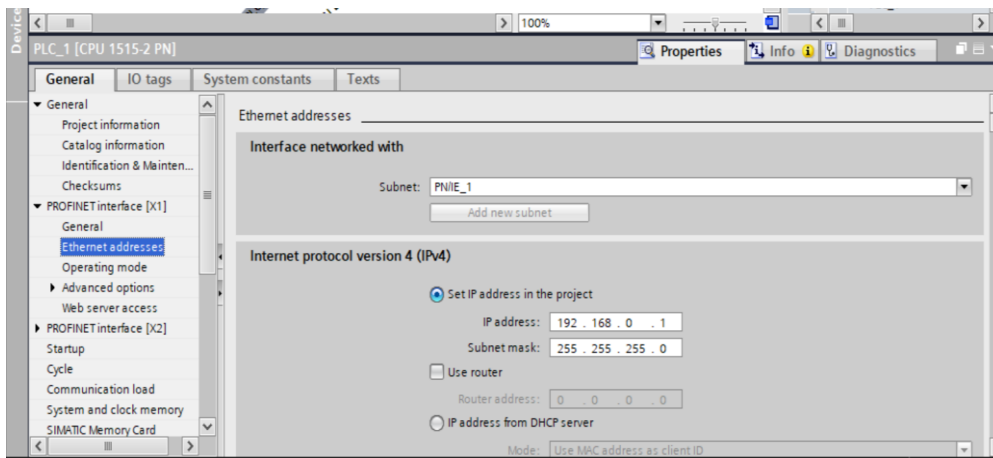 Device
100%
PLC_1 [CPU 1515-2 PN]
Properties
Info
Diagnostics
General
IO tags
System constants
Texts
General
Project information
Catalog information
Identification & Mainten...
Checksums
PROFINET interface [X1]
General
Ethernet addresses
Operating mode
Advanced options
Web server access
PROFINET interface [X2]
Startup
Cycle
Communication load
System and clock memory
SIMATIC Memory Card
Ethernet addresses
Interface networked with
Subnet: PN/IE_1
Add new subnet
Internet protocol version 4 (IPv4)
Set IP address in the project
IP address: 192 . 168 . 0 . 1
Subnet mask: 255 . 255 . 255 . 0
Use router
Router address: 0 . 0 . 0 . 0
IP address from DHCP server
Mode: Use MAC address as client ID